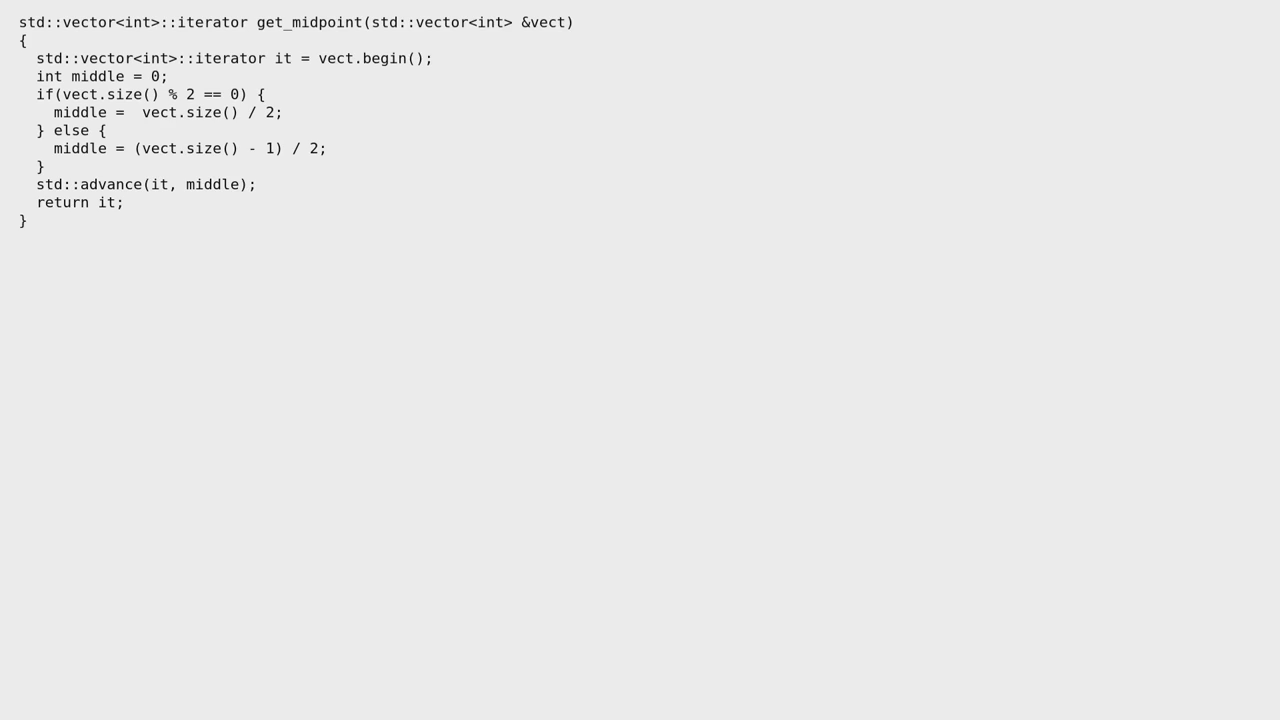 std::vector<int>::iterator get_midpoint(std::vector<int> &vect)
{
  std::vector<int>::iterator it = vect.begin();
  int middle = 0;
  if(vect.size() % 2 == 0) {
    middle =  vect.size() / 2;
  } else {
    middle = (vect.size() - 1) / 2;
  }
  std::advance(it, middle);
  return it;
}